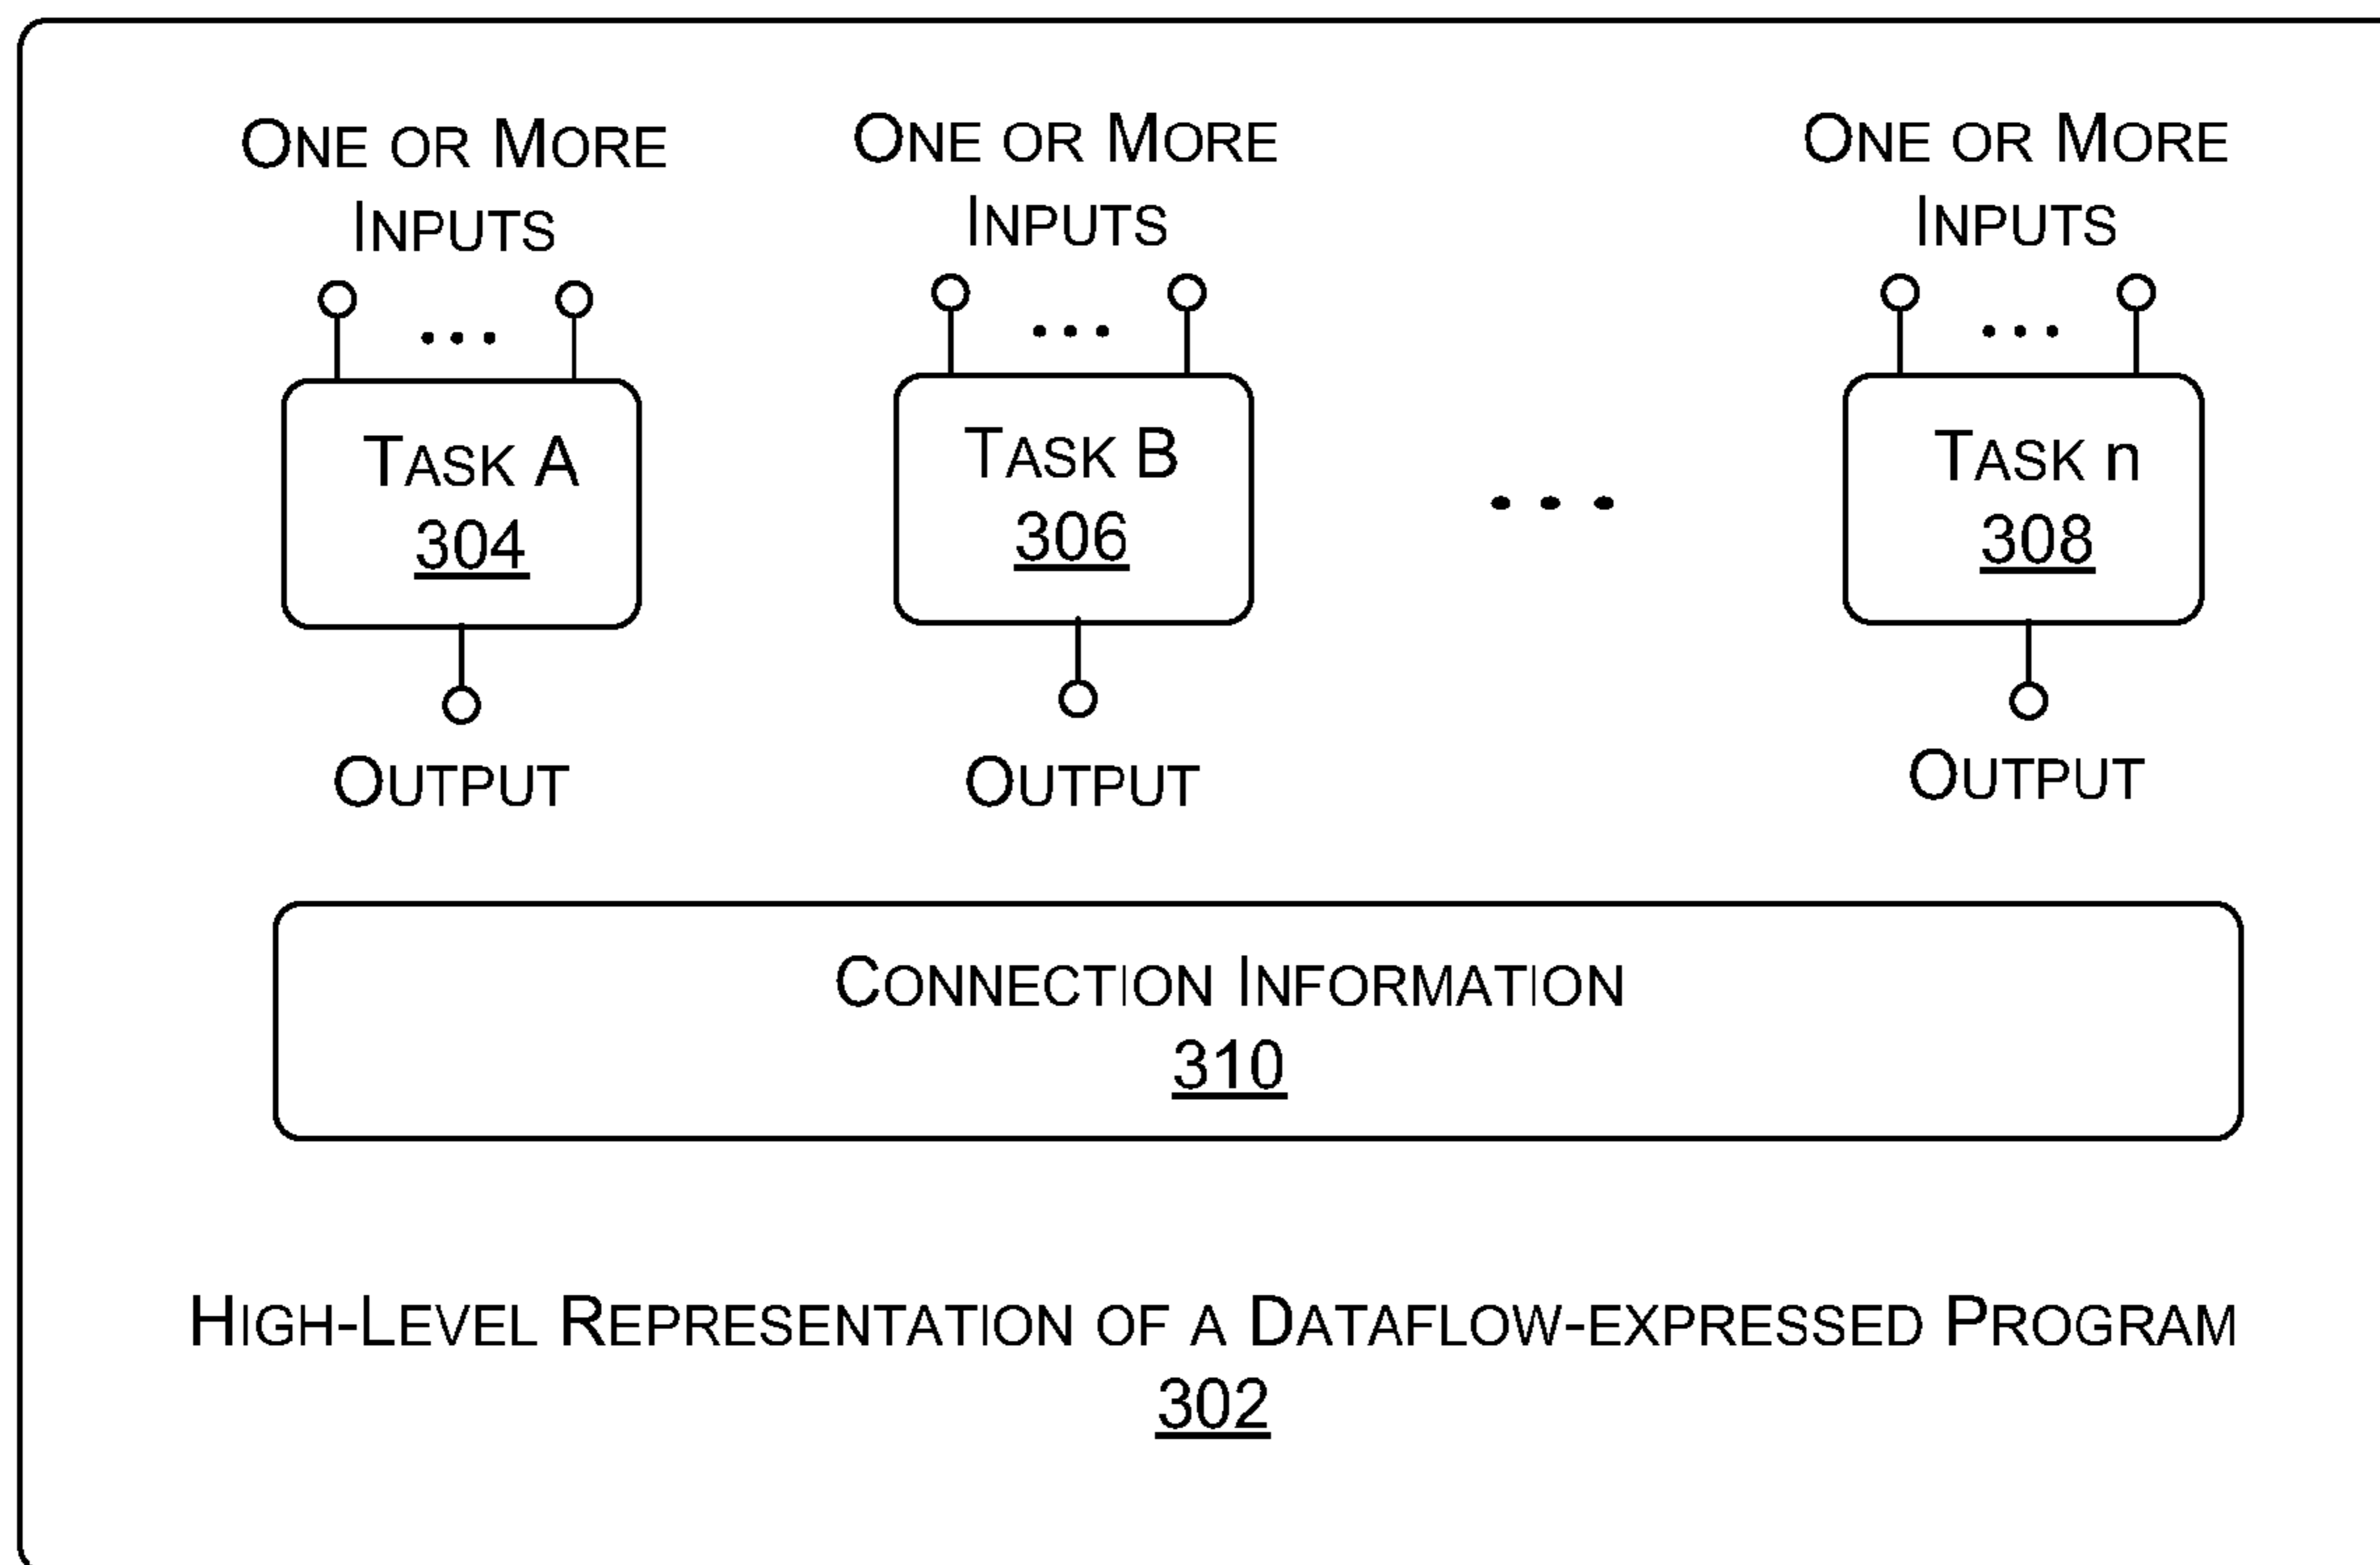 ONE OR MORE
INPUTS
ONE OR MORE
INPUTS
ONE OR MORE
INPUTS
TASK A
304
TASK B
306
TASK n
308
OUTPUT
OUTPUT
OUTPUT
CONNECTION INFORMATION
310
HIGH-LEVEL REPRESENTATION OF A DATAFLOW-EXPRESSED PROGRAM
302